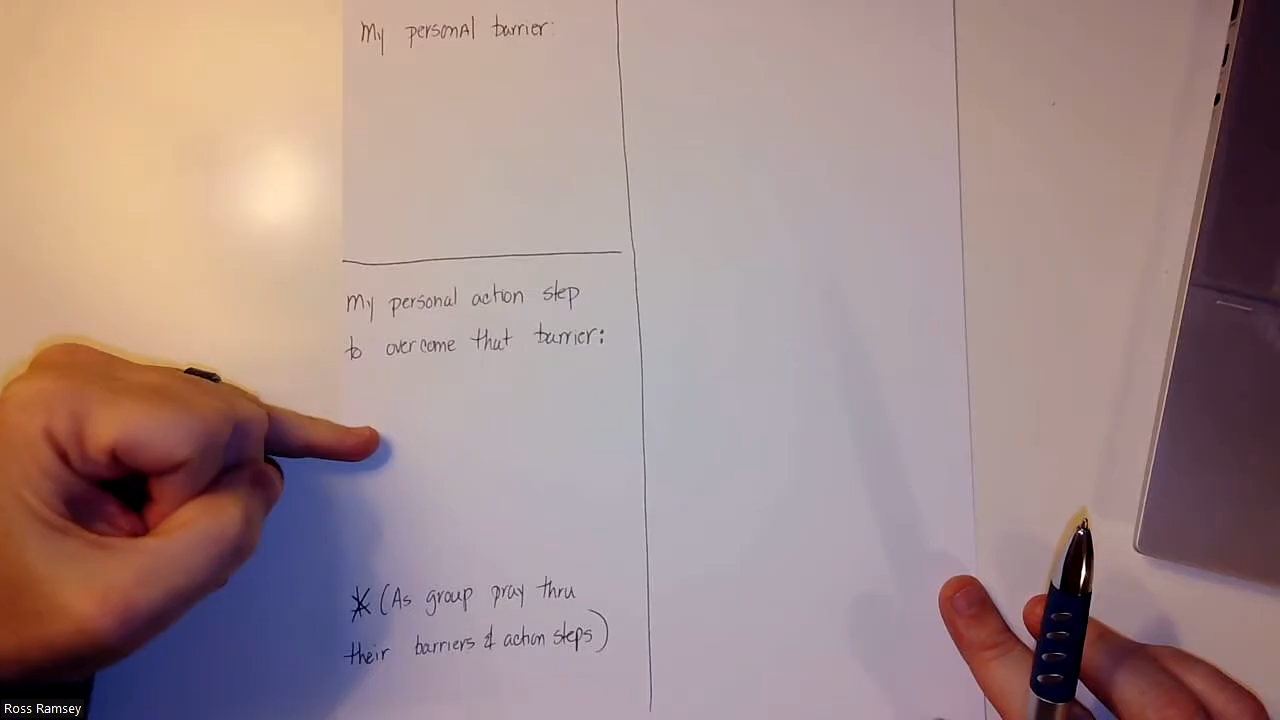 My personal barrier:
My personal action step
to overcome that barrier:
* (As group pray thru
their barriers & action steps)
Ross Ramsey